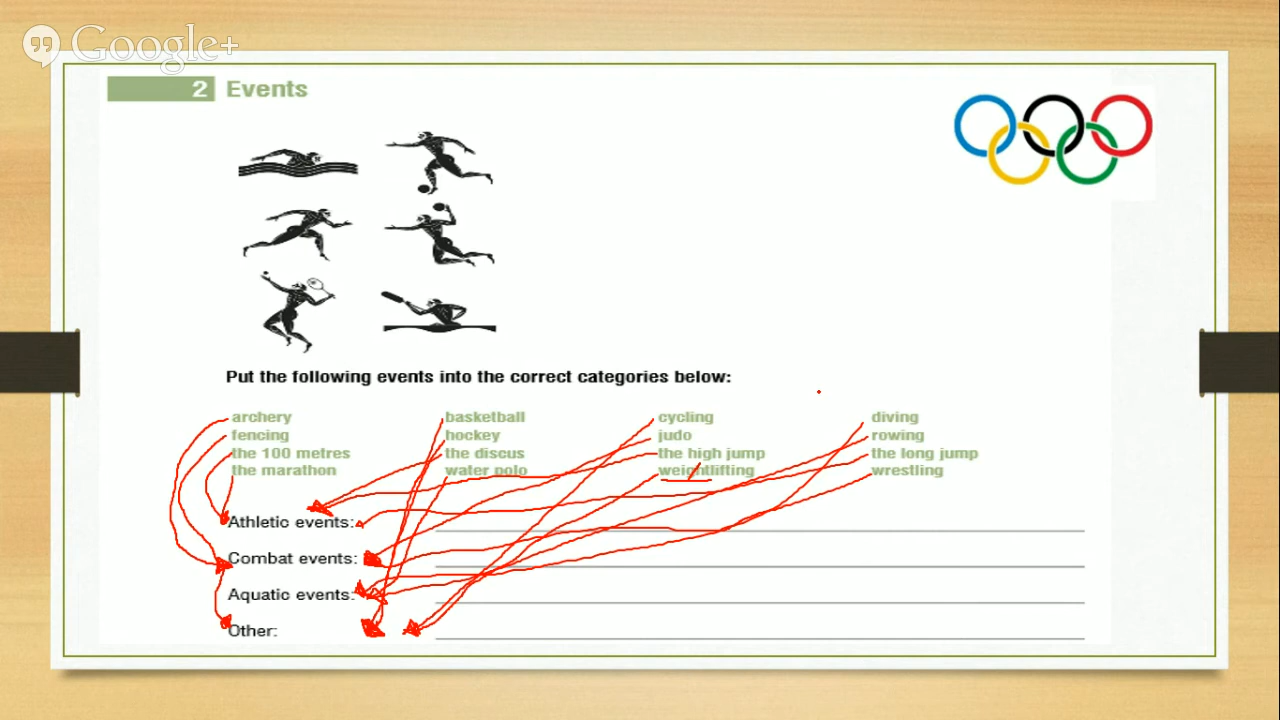 Google+
2 Events
Put the following events into the correct categories below:
archery basketball cycling diving
fencing hockey judo rowing
the 100 metres the discus the high jump the long jump
the marathon water polo weightlifting wrestling
Athletic events:
Combat events:
Aquatic events:
Other: